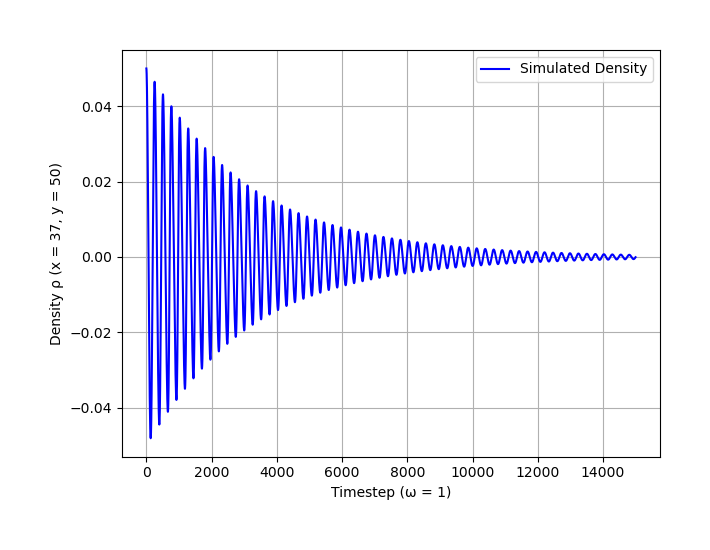 Simulated Density
Density ρ (x = 37, y = 50)
0.04
0.02
0.00
−0.02
−0.04
0 2000 4000 6000 8000 10000 12000 14000
Timestep (ω = 1)